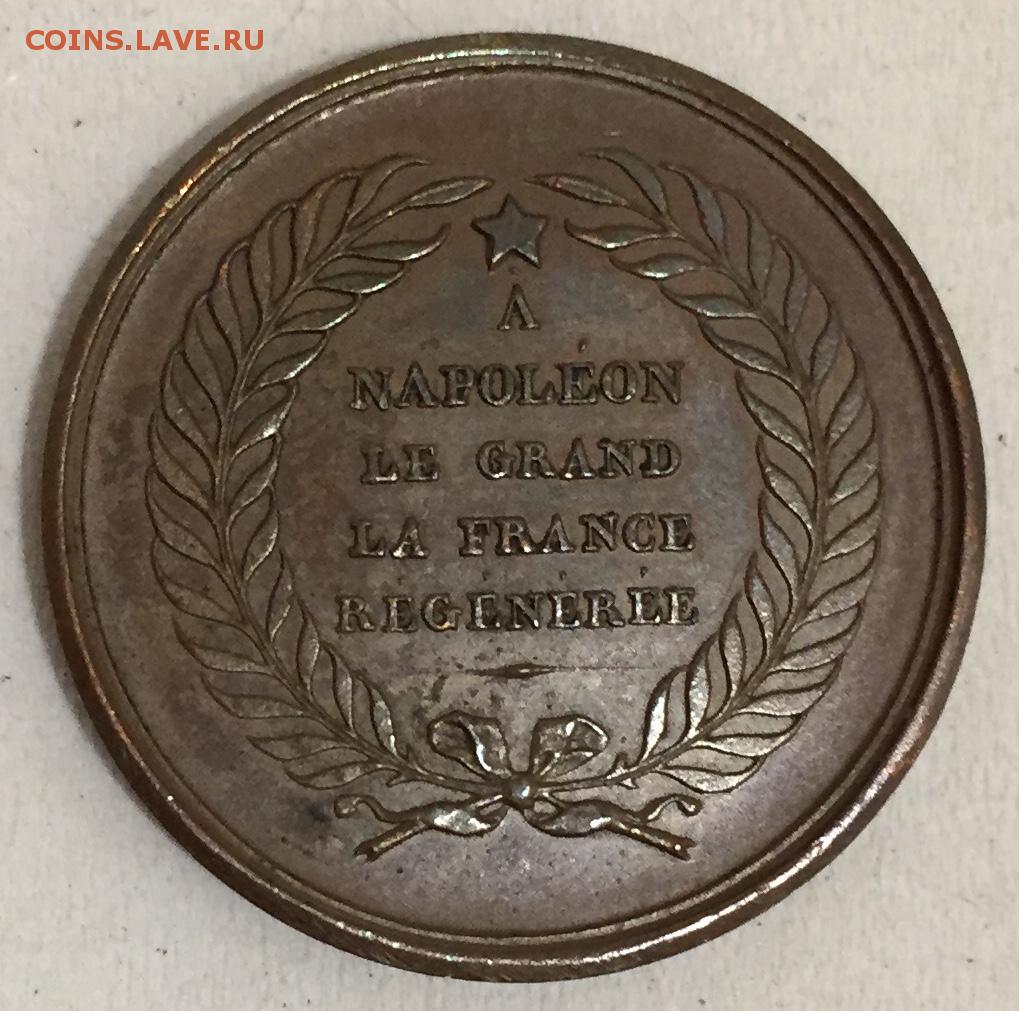 COINS.LAVE.RU
A
NAPOLÉON
LE GRAND
LA FRANCE
RÉGÉNÉRÉE